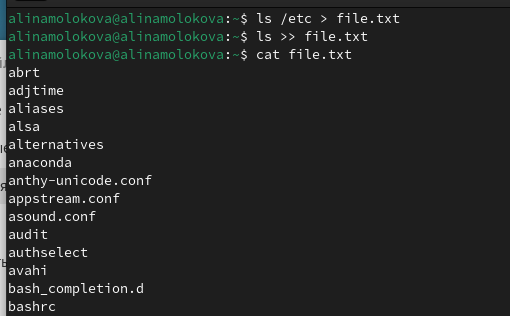 alinamolokova@alinamolokova:~$ ls /etc > file.txt
alinamolokova@alinamolokova:~$ ls >> file.txt
alinamolokova@alinamolokova:~$ cat file.txt
abrt
adjtime
aliases
alsa
alternatives
anaconda
anthy-unicode.conf
appstream.conf
asound.conf
audit
authselect
avahi
bash_completion.d
bashrc